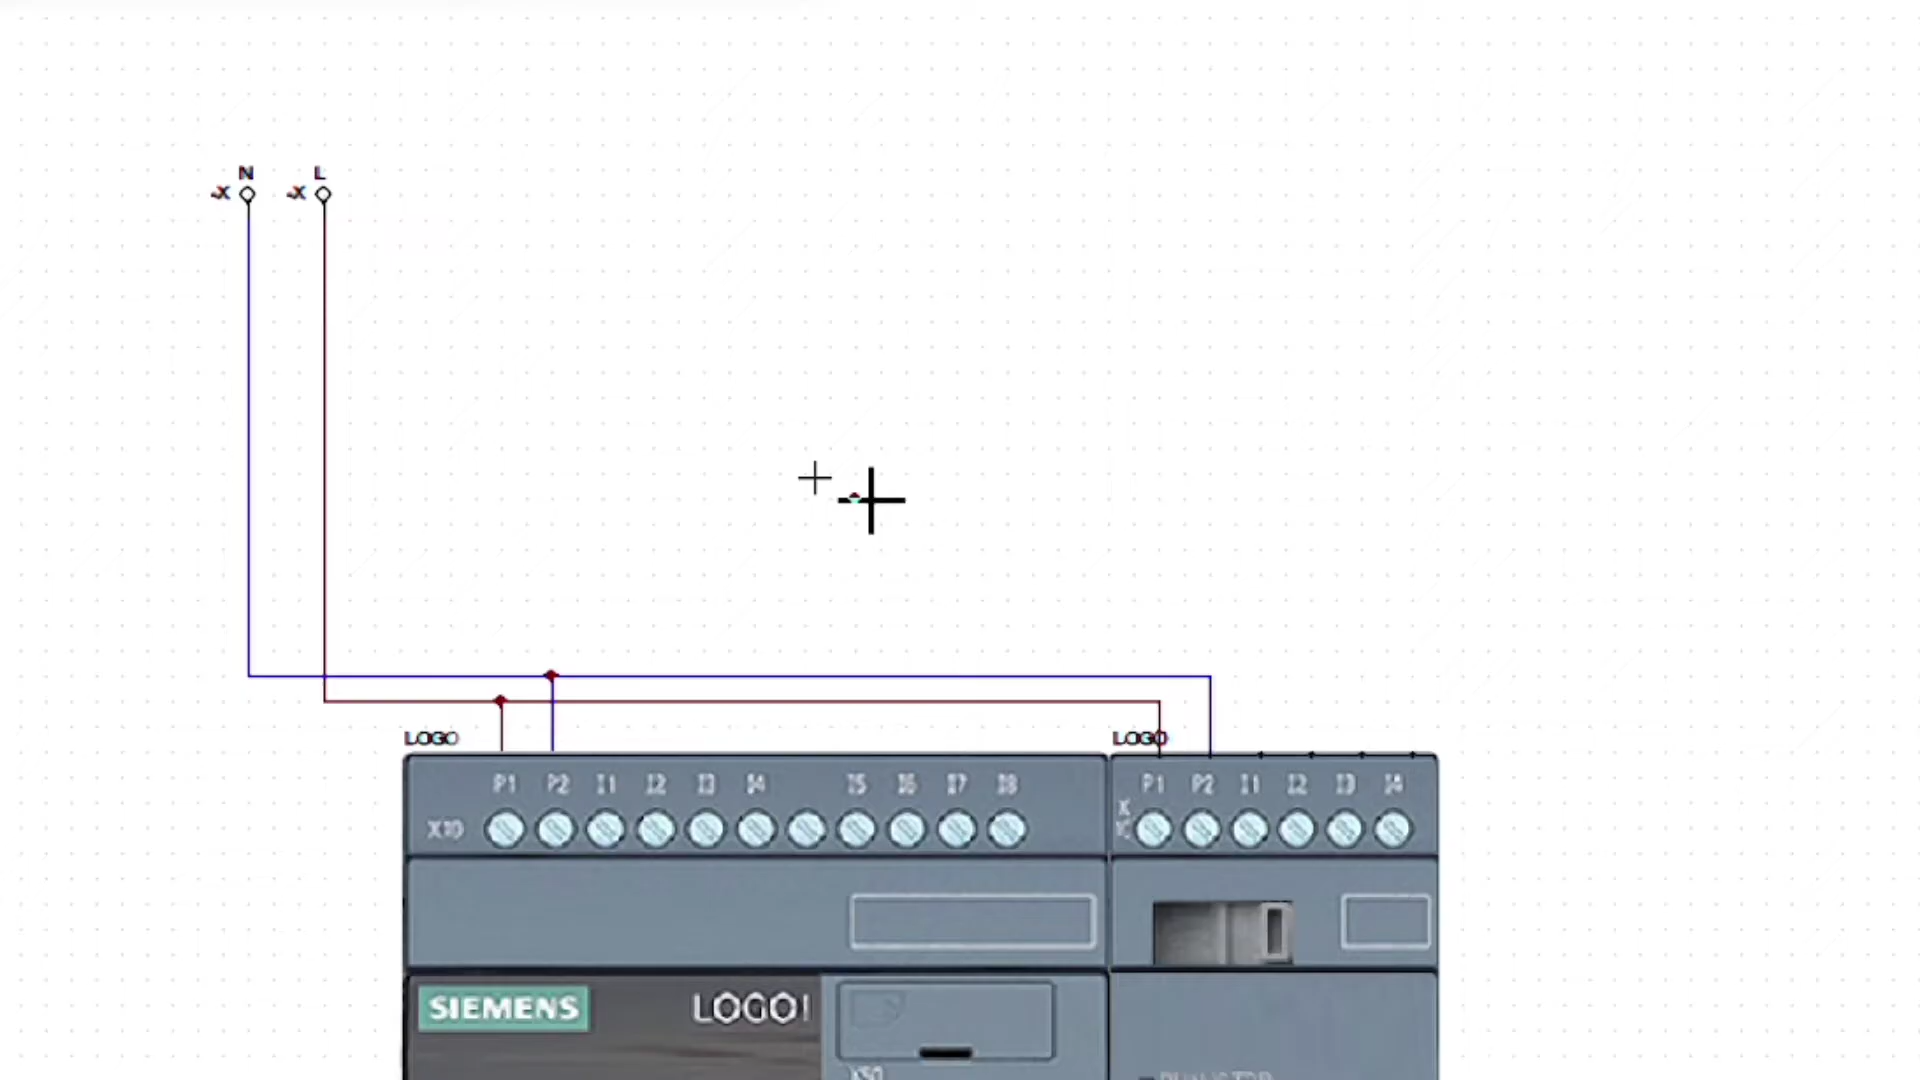 N L
-X -X
LOGO LOGO
P1 P2 I1 I2 I3 I4 I5 I6 I7 I8 P1 P2 I1 I2 I3 I4
X10
SIEMENS LOGO!
X50